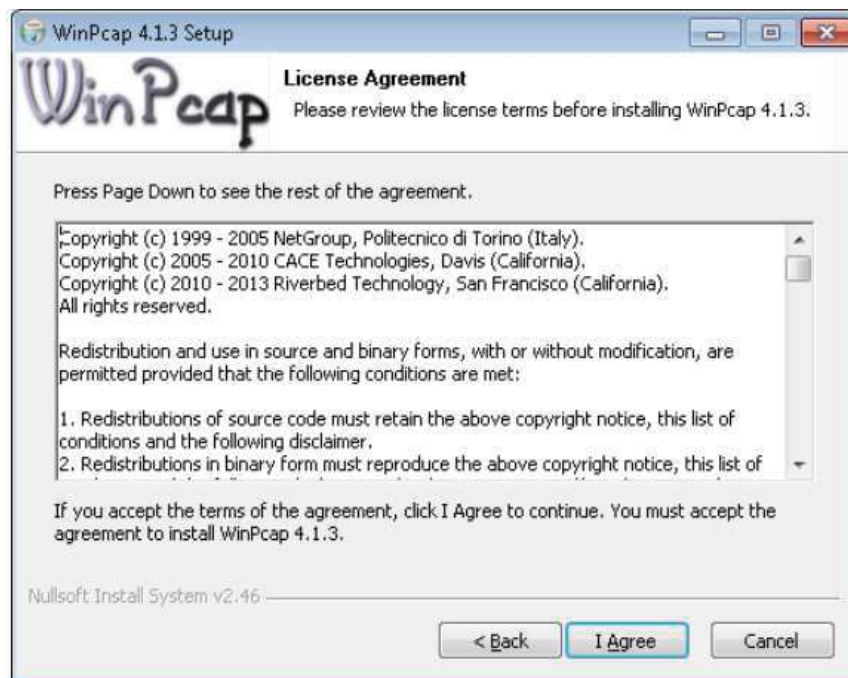 WinPcap 4.1.3 Setup
WinPcap
License Agreement
Please review the license terms before installing WinPcap 4.1.3.
Press Page Down to see the rest of the agreement.
Copyright (c) 1999 - 2005 NetGroup, Politecnico di Torino (Italy).
Copyright (c) 2005 - 2010 CACE Technologies, Davis (California).
Copyright (c) 2010 - 2013 Riverbed Technology, San Francisco (California).
All rights reserved.
Redistribution and use in source and binary forms, with or without modification, are
permitted provided that the following conditions are met:
1. Redistributions of source code must retain the above copyright notice, this list of
conditions and the following disclaimer.
2. Redistributions in binary form must reproduce the above copyright notice, this list of
If you accept the terms of the agreement, click I Agree to continue. You must accept the
agreement to install WinPcap 4.1.3.
Nullsoft Install System v2.46
< Back
I Agree
Cancel